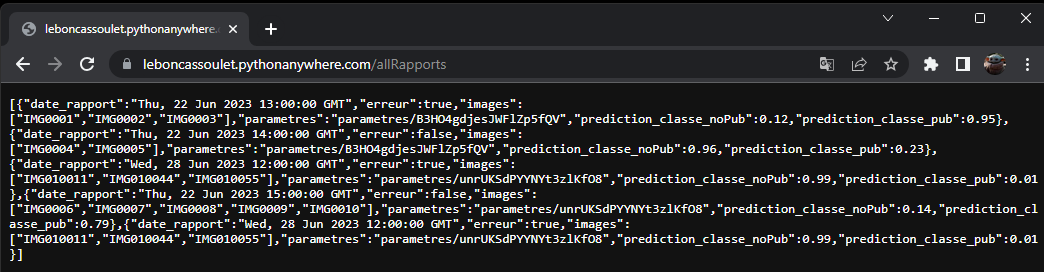 leboncassoulet.pythonanywhere.
leboncassoulet.pythonanywhere.com/allRapports
[{"date_rapport":"Thu, 22 Jun 2023 13:00:00 GMT","erreur":true,"images":
["IMG0001","IMG0002","IMG0003"],"parametres":"parametres/B3HO4gdjesJWFlZp5fQV","prediction_classe_noPub":0.12,"prediction_classe_pub":0.95},
{"date_rapport":"Thu, 22 Jun 2023 14:00:00 GMT","erreur":false,"images":
["IMG0004","IMG0005"],"parametres":"parametres/B3HO4gdjesJWFlZp5fQV","prediction_classe_noPub":0.96,"prediction_classe_pub":0.23},
{"date_rapport":"Wed, 28 Jun 2023 12:00:00 GMT","erreur":true,"images":
["IMG010011","IMG010044","IMG010055"],"parametres":"parametres/unrUKSdPYYNYt3zlKfO8","prediction_classe_noPub":0.99,"prediction_classe_pub":0.01
},{"date_rapport":"Thu, 22 Jun 2023 15:00:00 GMT","erreur":false,"images":
["IMG0006","IMG0007","IMG0008","IMG0009","IMG0010"],"parametres":"parametres/unrUKSdPYYNYt3zlKfO8","prediction_classe_noPub":0.14,"prediction_cl
asse_pub":0.79},{"date_rapport":"Wed, 28 Jun 2023 12:00:00 GMT","erreur":true,"images":
["IMG010011","IMG010044","IMG010055"],"parametres":"parametres/unrUKSdPYYNYt3zlKfO8","prediction_classe_noPub":0.99,"prediction_classe_pub":0.01
}]